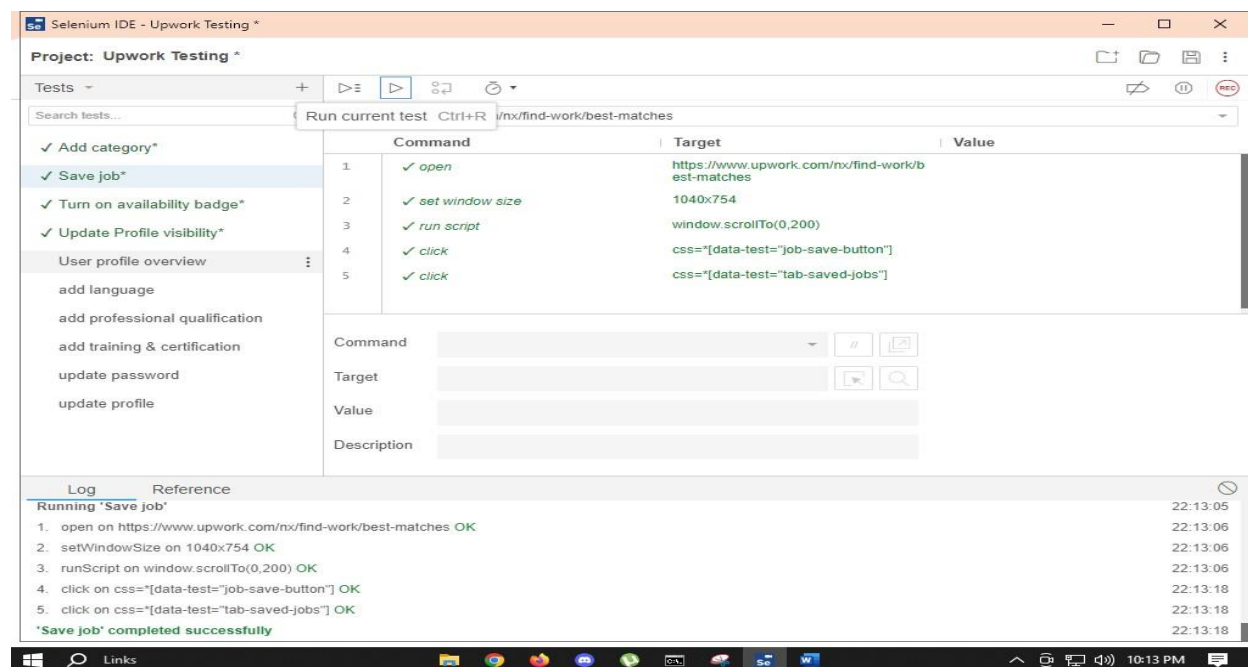 Selenium IDE - Upwork Testing *
Project: Upwork Testing *
Tests
REC
Search tests...
Run current test Ctrl+R
/nx/find-work/best-matches
Command Target Value
✓ Add category*
✓ Save job*
✓ Turn on availability badge*
✓ Update Profile visibility*
User profile overview
add language
add professional qualification
add training & certification
update password
update profile
1 ✓ open https://www.upwork.com/nx/find-work/b
est-matches
2 ✓ set window size 1040x754
3 ✓ run script window.scrollTo(0,200)
4 ✓ click css=*[data-test="job-save-button"]
5 ✓ click css=*[data-test="tab-saved-jobs"]
Command
//
Target
Value
Description
Log Reference
Running 'Save job' 22:13:05
1. open on https://www.upwork.com/nx/find-work/best-matches OK 22:13:06
2. setWindowSize on 1040x754 OK 22:13:06
3. runScript on window.scrollTo(0,200) OK 22:13:06
4. click on css=*[data-test="job-save-button"] OK 22:13:18
5. click on css=*[data-test="tab-saved-jobs"] OK 22:13:18
'Save job' completed successfully 22:13:18
Links
10:13 PM